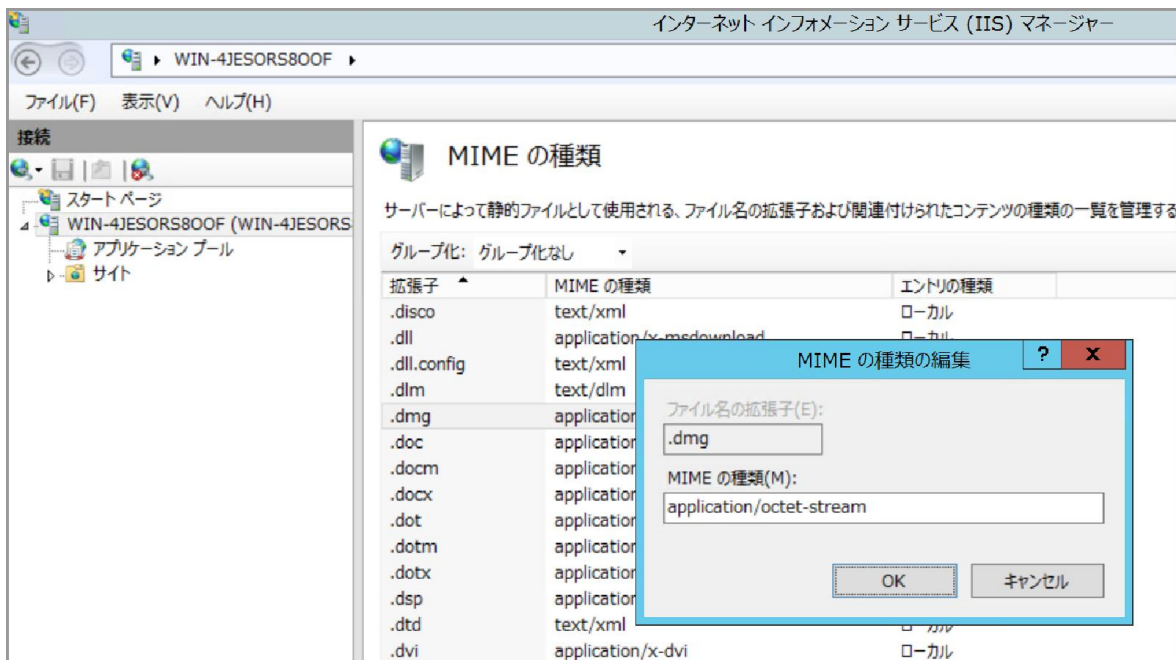 インターネット インフォメーション サービス (IIS) マネージャー
WIN-4JESORS8OOF
ファイル(F) 表示(V) ヘルプ(H)
接続
スタート ページ
WIN-4JESORS8OOF (WIN-4JESORS
アプリケーション プール
サイト
MIME の種類
サーバーによって静的ファイルとして使用される、ファイル名の拡張子および関連付けられたコンテンツの種類の一覧を管理する
グループ化: グループ化なし
拡張子 MIME の種類 エントリの種類
.disco text/xml ローカル
.dll application/x-msdownload ローカル
.dll.config text/xml
.dlm text/dlm
.dmg application
.doc application
.docm application
.docx application
.dot application
.dotm application
.dotx application
.dsp application
.dtd text/xml ローカル
.dvi application/x-dvi ローカル
MIME の種類の編集
? X
ファイル名の拡張子(E):
.dmg
MIME の種類(M):
application/octet-stream
OK キャンセル